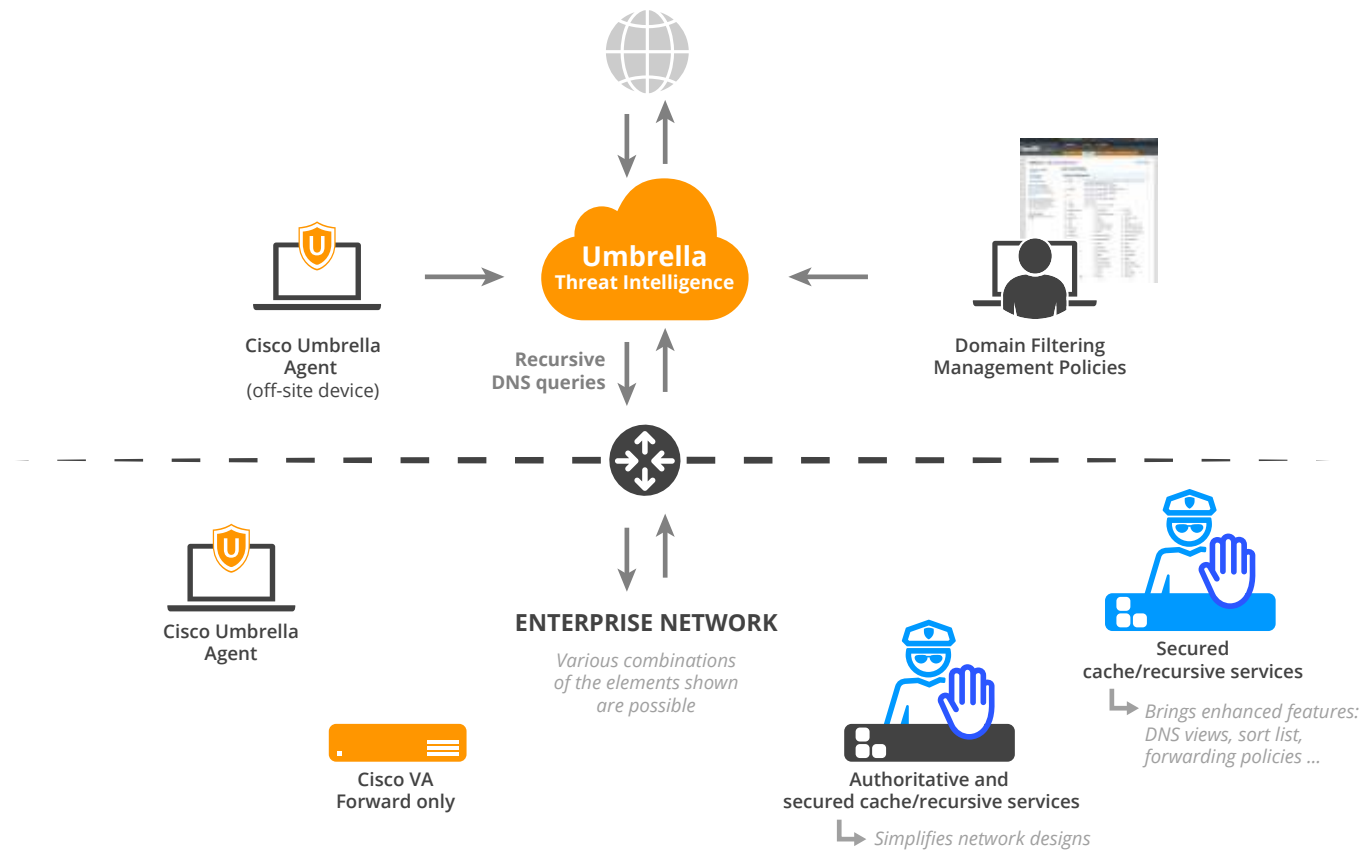 U
Umbrella
Threat Intelligence
Cisco Umbrella
Agent
(off-site device)
Recursive
DNS queries
Domain Filtering
Management Policies
U
Cisco Umbrella
Agent
ENTERPRISE NETWORK
Various combinations
of the elements shown
are possible
Cisco VA
Forward only
Authoritative and
secured cache/recursive services
Simplifies network designs
Secured
cache/recursive services
Brings enhanced features:
DNS views, sort list,
forwarding policies ...